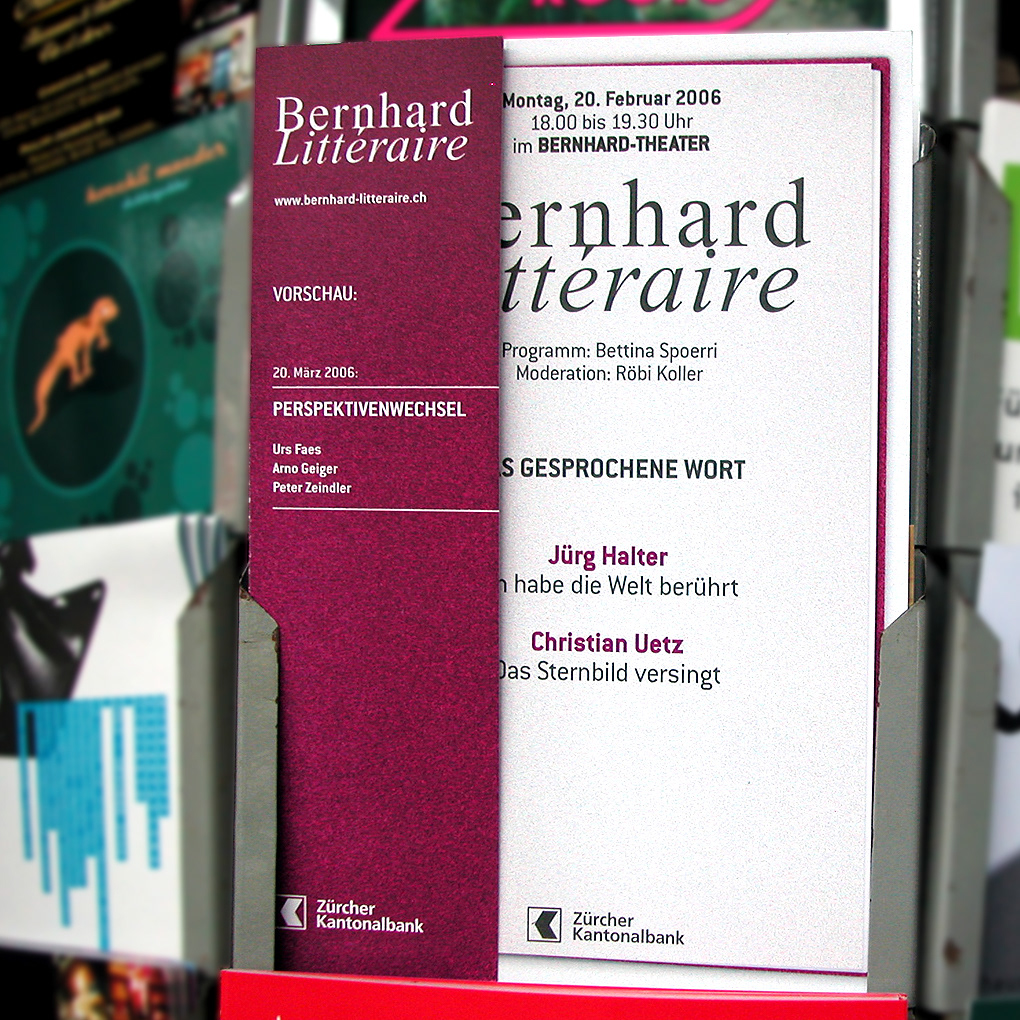 Bernhard
Littéraire
www.bernhard-litteraire.ch
VORSCHAU:
20. März 2006:
PERSPEKTIVENWECHSEL
Urs Faes
Arno Geiger
Peter Zeindler
Zürcher
Kantonalbank
Montag, 20. Februar 2006
18.00 bis 19.30 Uhr
im BERNHARD-THEATER
ernhard
ttéraire
Programm: Bettina Spoerri
Moderation: Röbi Koller
S GESPROCHENE WORT
Jürg Halter
h habe die Welt berührt
Christian Uetz
Das Sternbild versingt
Zürcher
Kantonalbank